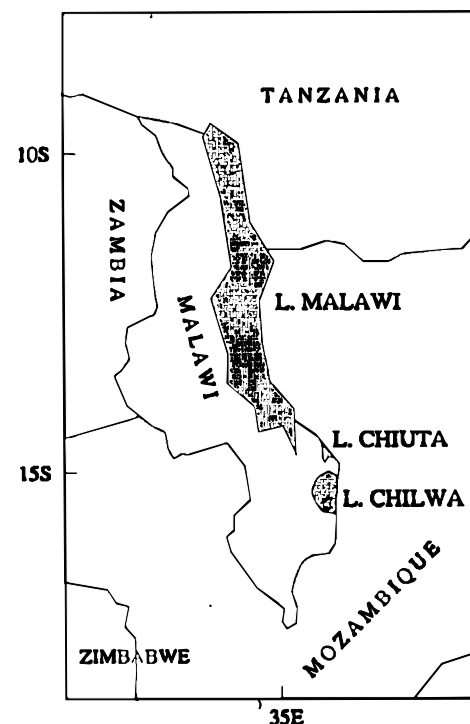 TANZANIA
10S
ZAMBIA
MALAWI
L. MALAWI
L. CHIUTA
15S
L. CHILWA
MOZAMBIQUE
ZIMBABWE
35E